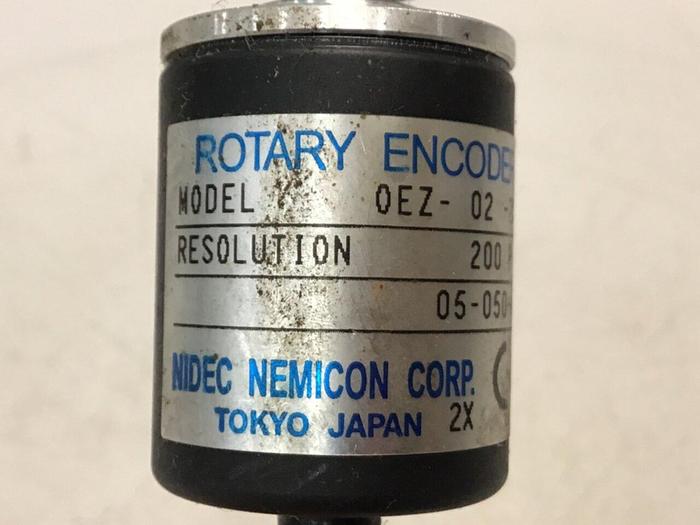 ROTARY ENCODE
MODEL OEZ- 02 -
RESOLUTION 200
05-050
NIDEC NEMICON CORP.
TOKYO JAPAN 2X